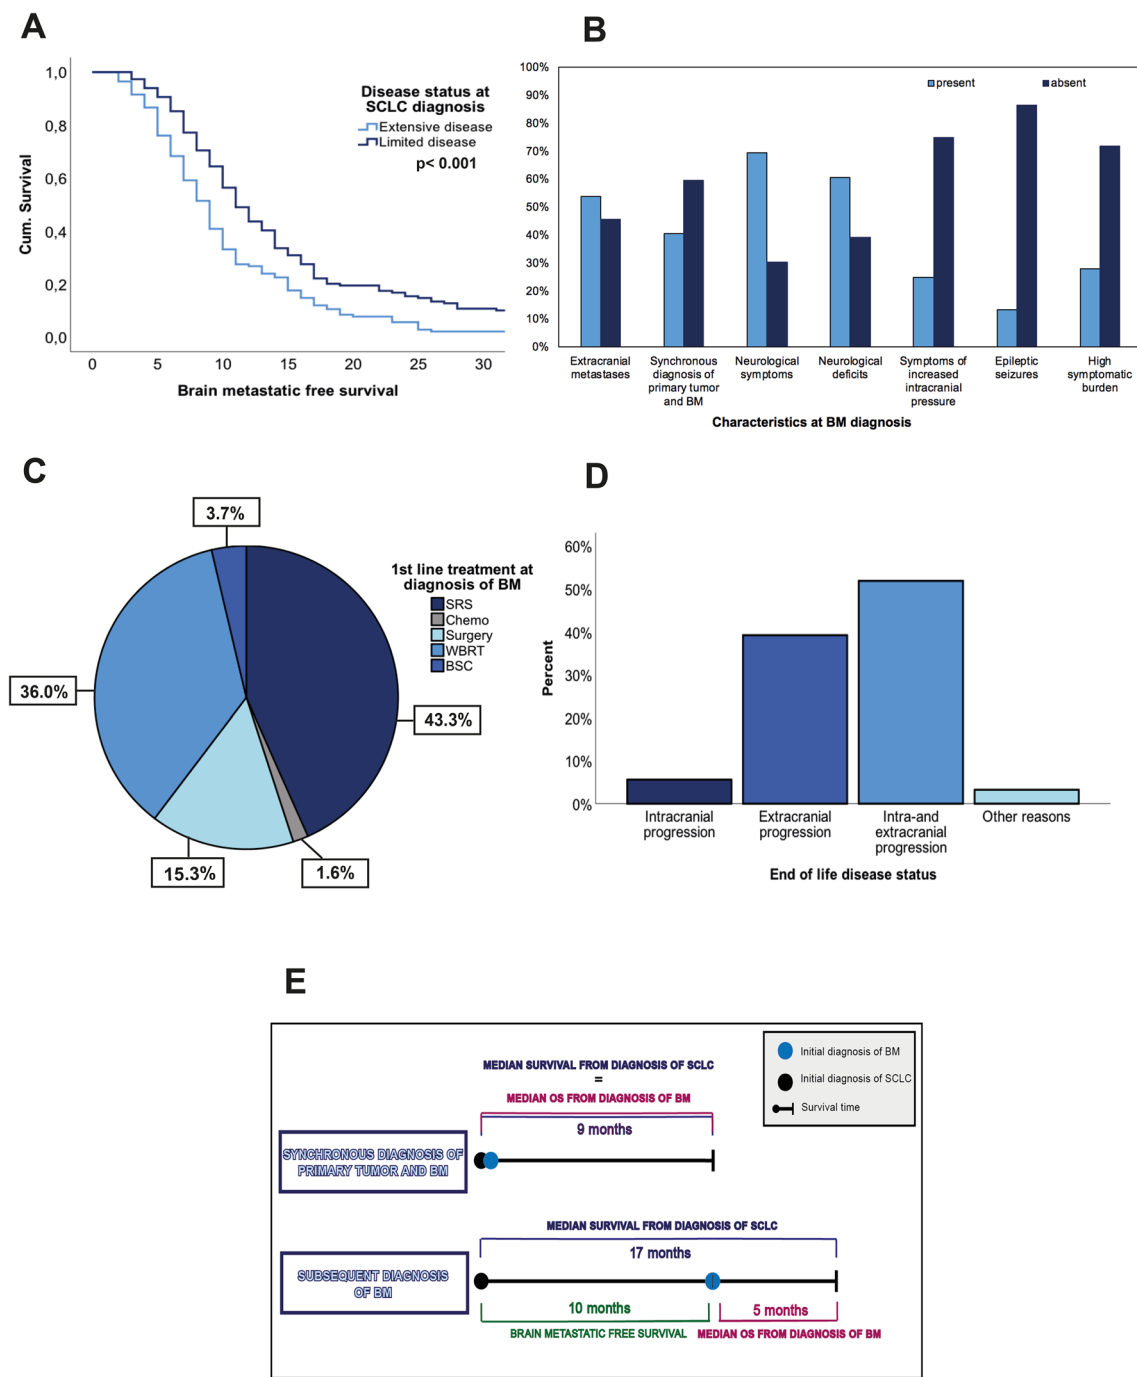 A
Cum. Survival
1,0
0,8
0,6
0,4
0,2
0,0
0 5 10 15 20 25 30
Brain metastatic free survival
Disease status at
SCLC diagnosis
Extensive disease
Limited disease
p< 0.001
B
100%
90%
80%
70%
60%
50%
40%
30%
20%
10%
0%
present absent
Extracranial
metastases
Synchronous
diagnosis of
primary tumor
and BM
Neurological
symptoms
Neurological
deficits
Symptoms of
increased
intracranial
pressure
Epileptic
seizures
High
symptomatic
burden
Characteristics at BM diagnosis
C
3.7%
36.0%
15.3%
1.6%
43.3%
1st line treatment at
diagnosis of BM
SRS
Chemo
Surgery
WBRT
BSC
D
Percent
60%
50%
40%
30%
20%
10%
0%
Intracranial
progression
Extracranial
progression
Intra-and
extracranial
progression
Other reasons
End of life disease status
E
Initial diagnosis of BM
Initial diagnosis of SCLC
Survival time
MEDIAN SURVIVAL FROM DIAGNOSIS OF SCLC
=
MEDIAN OS FROM DIAGNOSIS OF BM
9 months
SYNCHRONOUS DIAGNOSIS OF
PRIMARY TUMOR AND BM
MEDIAN SURVIVAL FROM DIAGNOSIS OF SCLC
17 months
SUBSEQUENT DIAGNOSIS
OF BM
10 months
BRAIN METASTATIC FREE SURVIVAL
5 months
MEDIAN OS FROM DIAGNOSIS OF BM